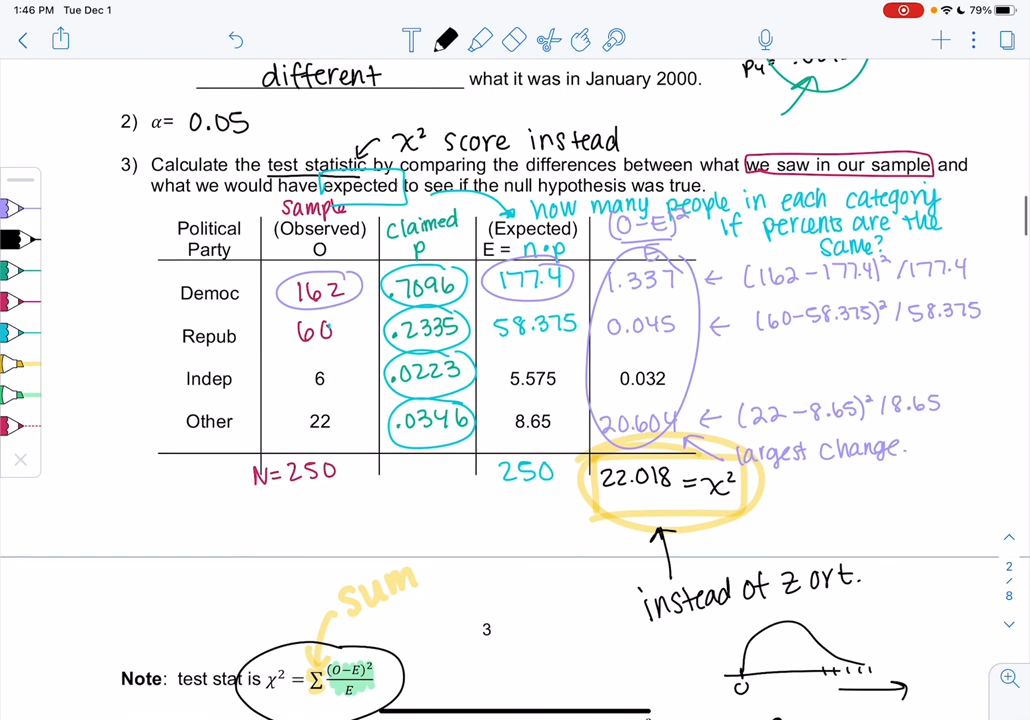 1:46 PM Tue Dec 1
79%
T
different what it was in January 2000.
P4=
2) α= 0.05
x² score instead
3) Calculate the test statistic by comparing the differences between what we saw in our sample and
what we would have expected to see if the null hypothesis was true.
how many people in each category
if percents are the
same?
Sample
Political Party
(Observed) O
Claimed p
(Expected) E = n·p
(O-E)² / E
Democ 162 .7096 177.4 1.337 ← (162-177.4)²/177.4
Repub 60 .2335 58.375 0.045 ← (60-58.375)²/58.375
Indep 6 .0223 5.575 0.032
Other 22 .0346 8.65 20.604 ← (22-8.65)²/8.65
largest change.
N=250 250 22.018 = x²
instead of z or t.
2/8
sum
3
Note: test stat is χ² = Σ (O−E)²/E
0